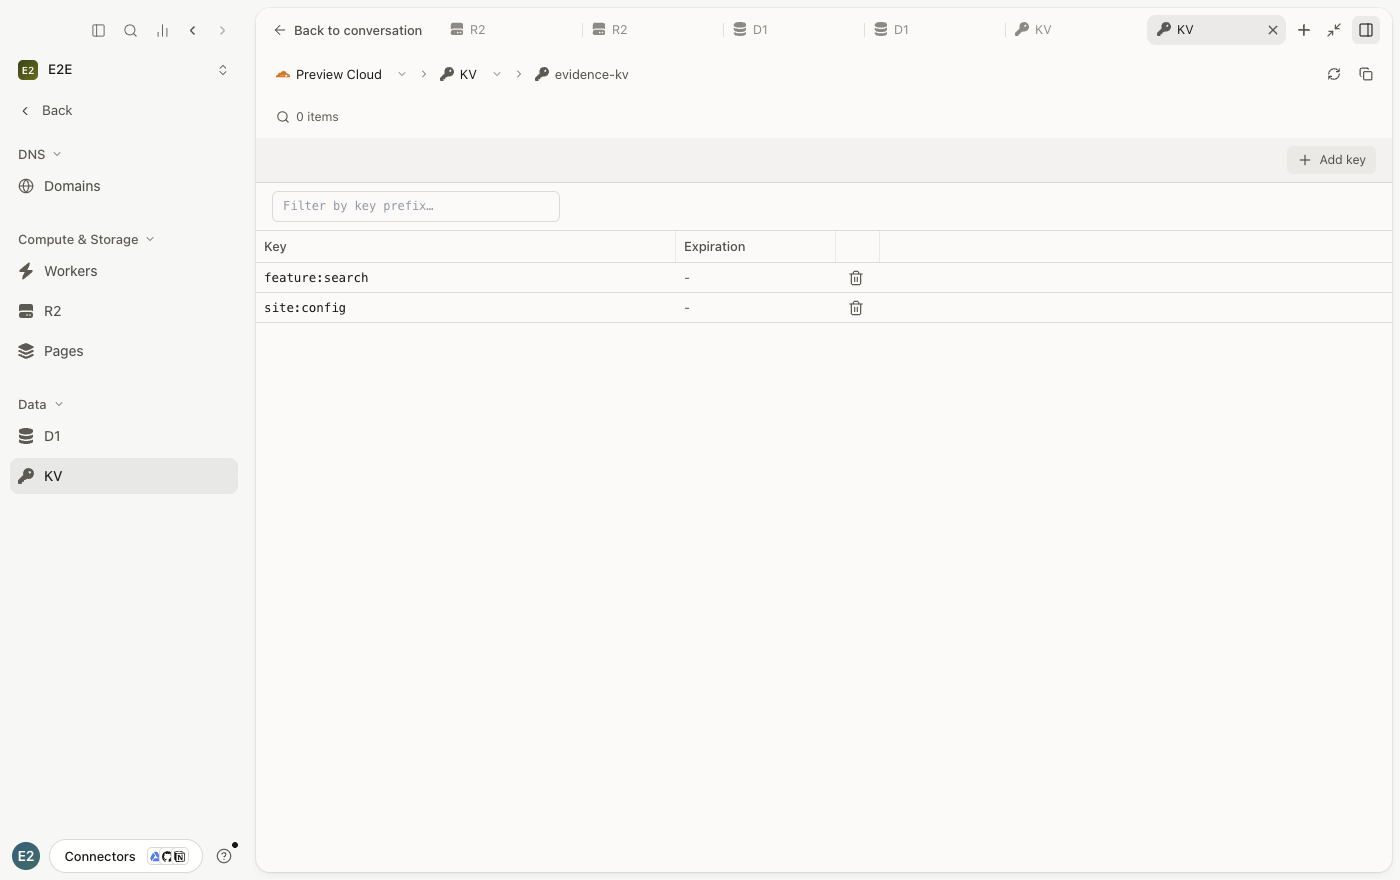 E2 E2E
Back
DNS
Domains
Compute & Storage
Workers
R2
Pages
Data
D1
KV
E2 Connectors
Back to conversation R2 R2 D1 D1 KV KV
Preview Cloud KV evidence-kv
0 items
Add key
Filter by key prefix…
Key Expiration
feature:search -
site:config -